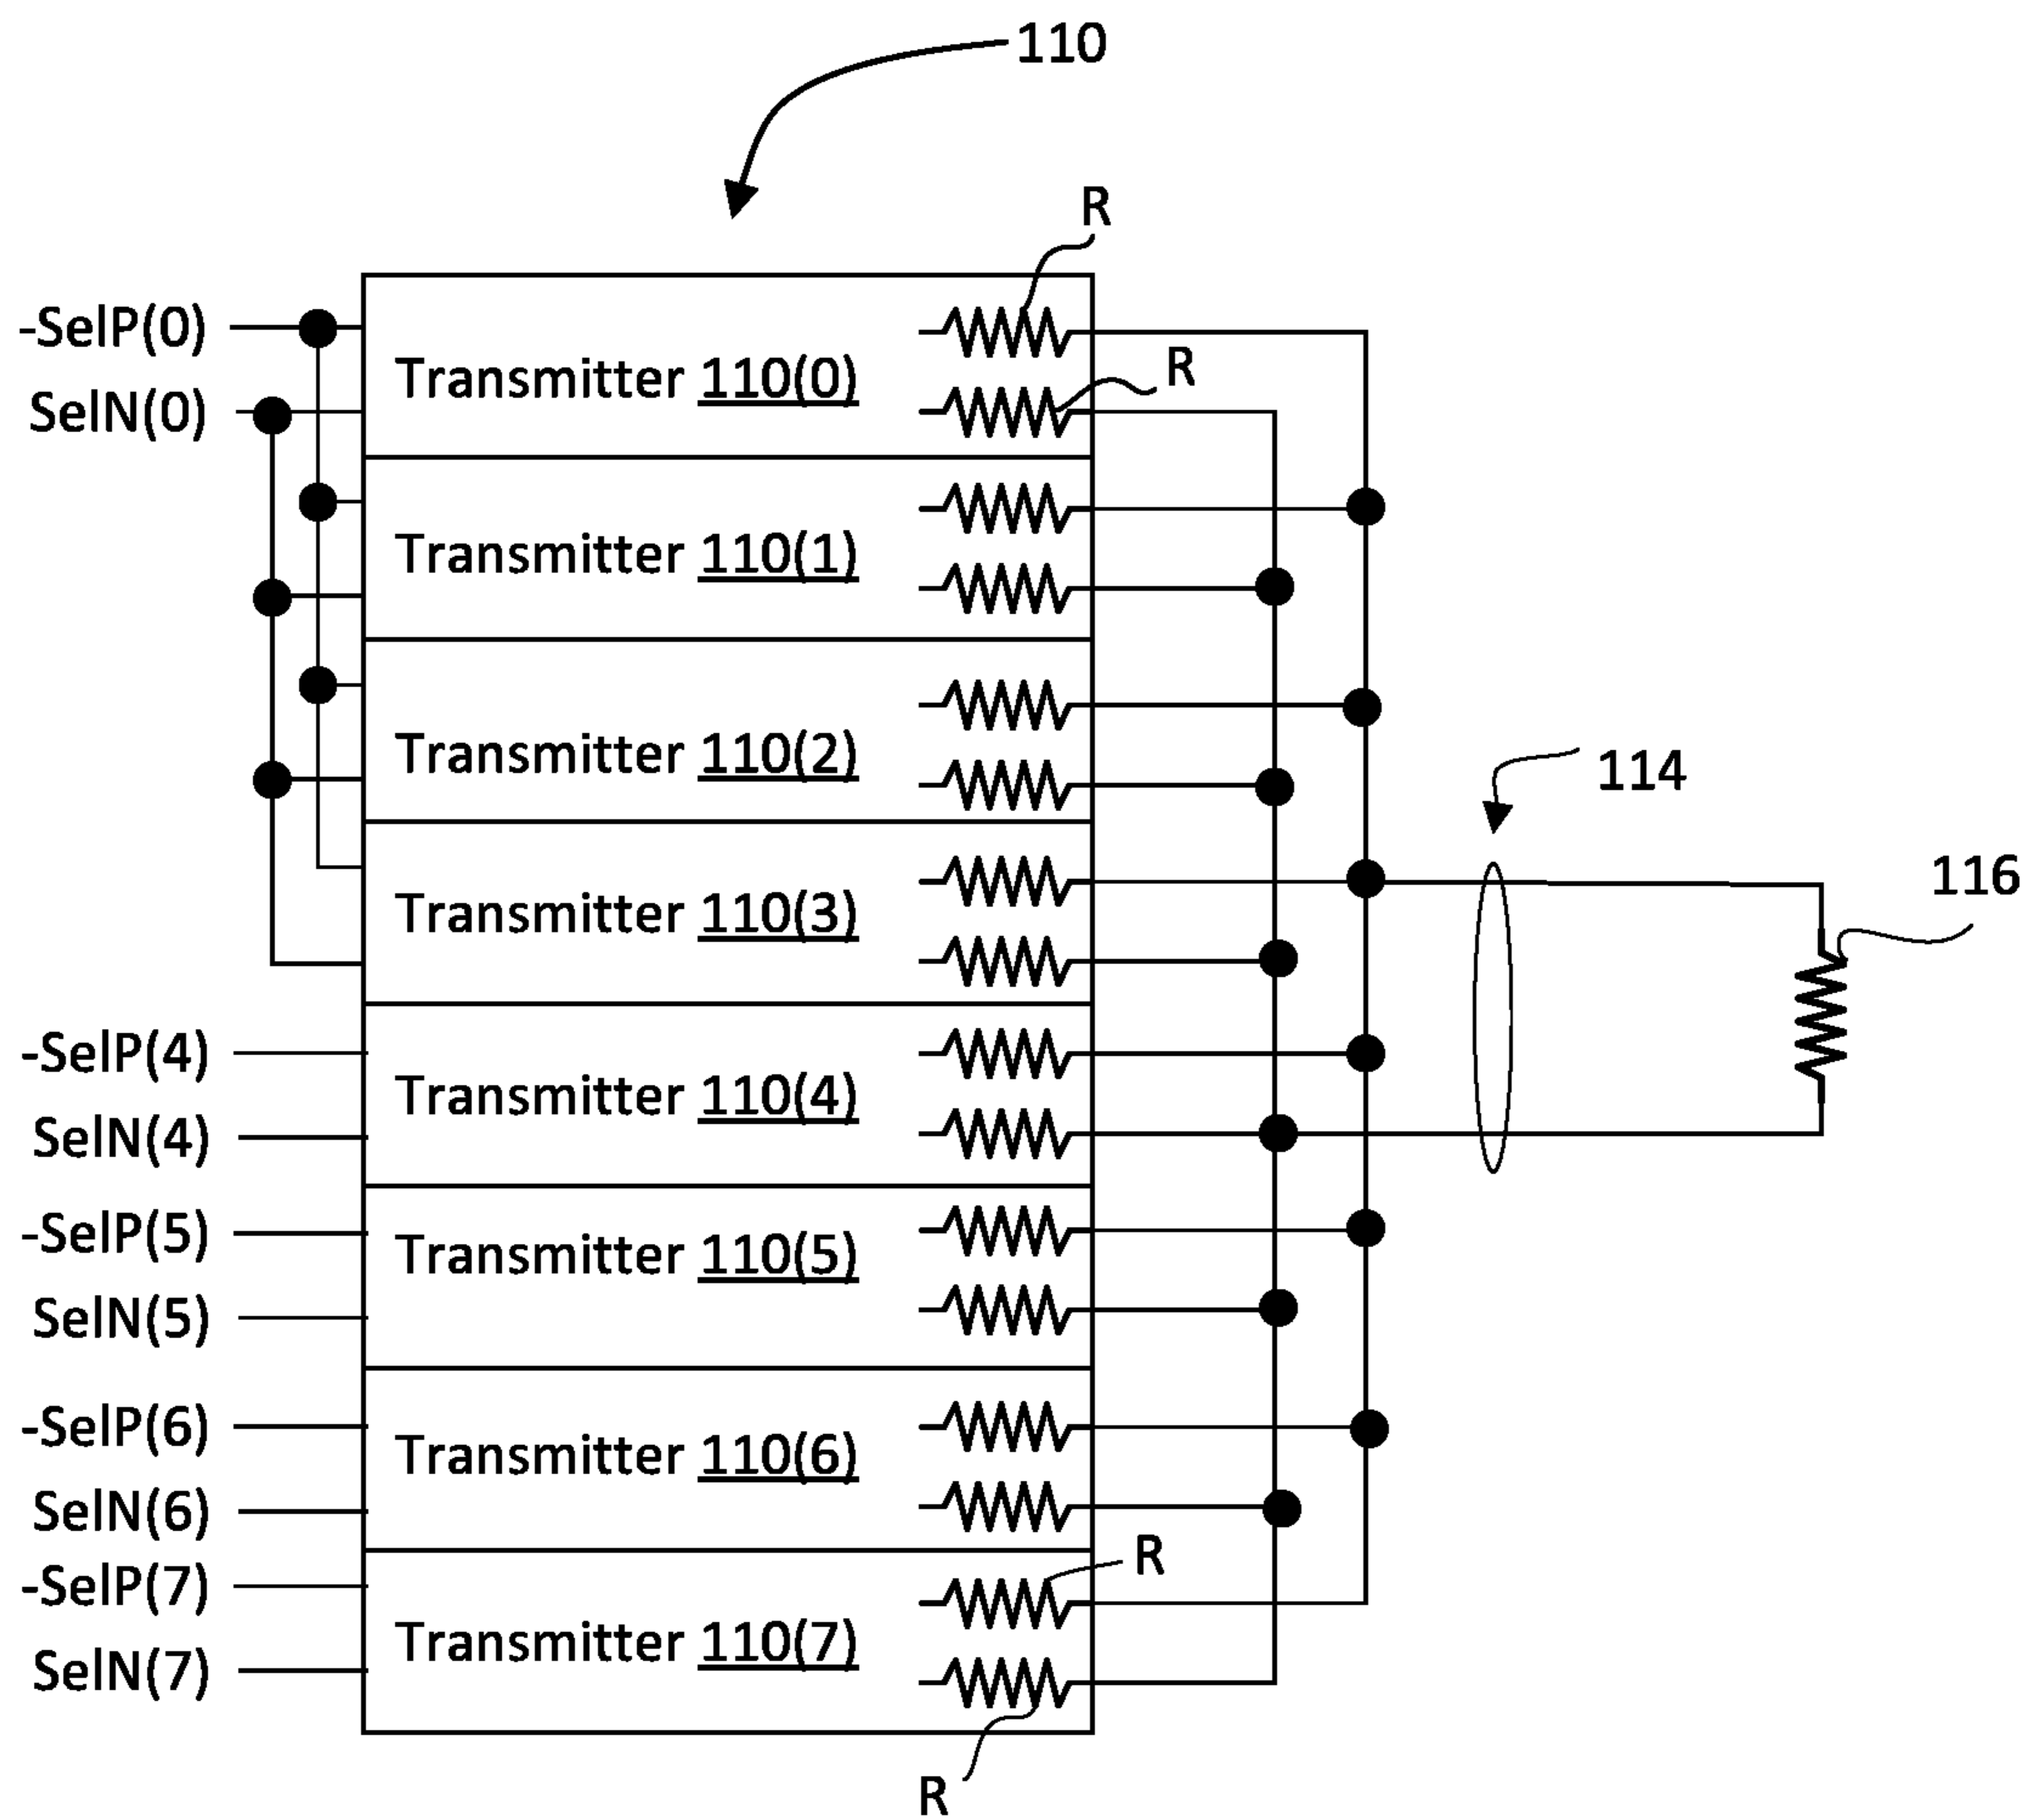 110
R
-SelP(0)
Transmitter 110(0)
R
SelN(0)
Transmitter 110(1)
Transmitter 110(2)
114
116
Transmitter 110(3)
-SelP(4)
Transmitter 110(4)
SelN(4)
-SelP(5)
Transmitter 110(5)
SelN(5)
-SelP(6)
Transmitter 110(6)
SelN(6)
R
-SelP(7)
Transmitter 110(7)
SelN(7)
R